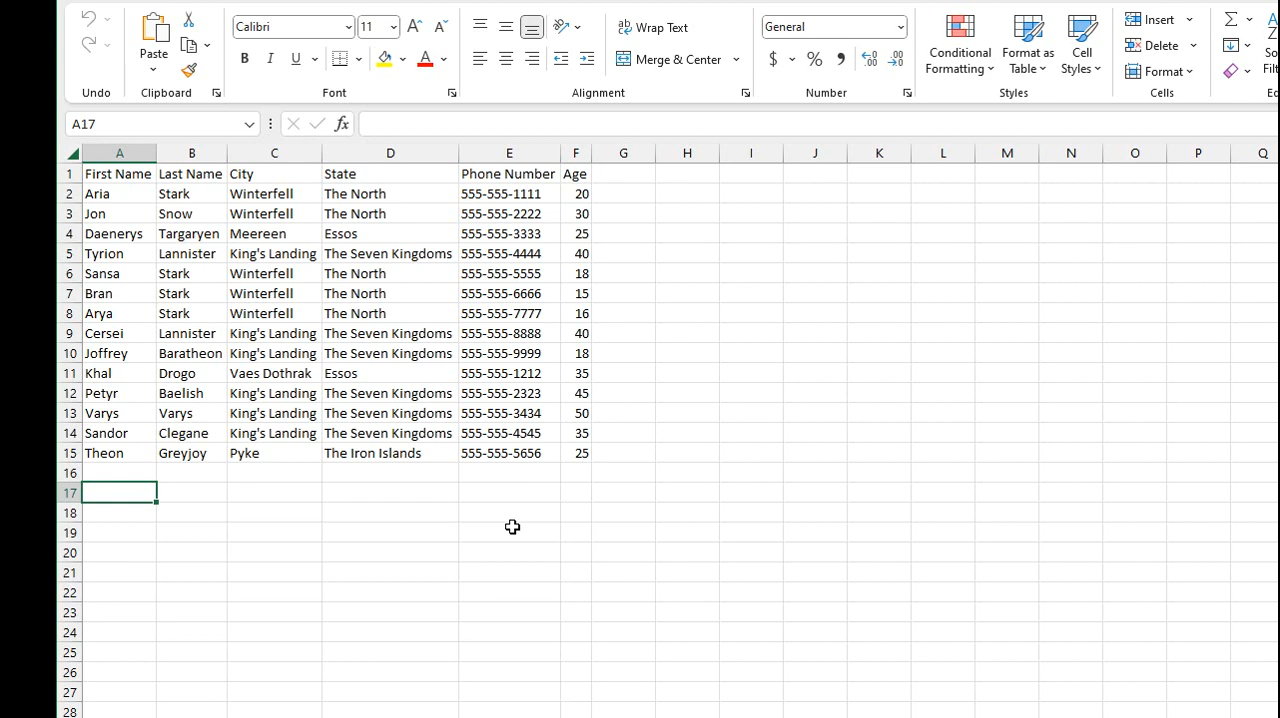 Calibri 11 Wrap Text General Insert
Paste B I U Merge & Center $ % , Conditional Formatting Format as Table Cell Styles Delete
Format
Undo Clipboard Font Alignment Number Styles Cells
A17 fx
A B C D E F G H I J K L M N O P Q
1 First Name Last Name City State Phone Number Age
2 Aria Stark Winterfell The North 555-555-1111 20
3 Jon Snow Winterfell The North 555-555-2222 30
4 Daenerys Targaryen Meereen Essos 555-555-3333 25
5 Tyrion Lannister King's Landing The Seven Kingdoms 555-555-4444 40
6 Sansa Stark Winterfell The North 555-555-5555 18
7 Bran Stark Winterfell The North 555-555-6666 15
8 Arya Stark Winterfell The North 555-555-7777 16
9 Cersei Lannister King's Landing The Seven Kingdoms 555-555-8888 40
10 Joffrey Baratheon King's Landing The Seven Kingdoms 555-555-9999 18
11 Khal Drogo Vaes Dothrak Essos 555-555-1212 35
12 Petyr Baelish King's Landing The Seven Kingdoms 555-555-2323 45
13 Varys Varys King's Landing The Seven Kingdoms 555-555-3434 50
14 Sandor Clegane King's Landing The Seven Kingdoms 555-555-4545 35
15 Theon Greyjoy Pyke The Iron Islands 555-555-5656 25
16
17
18
19
20
21
22
23
24
25
26
27
28